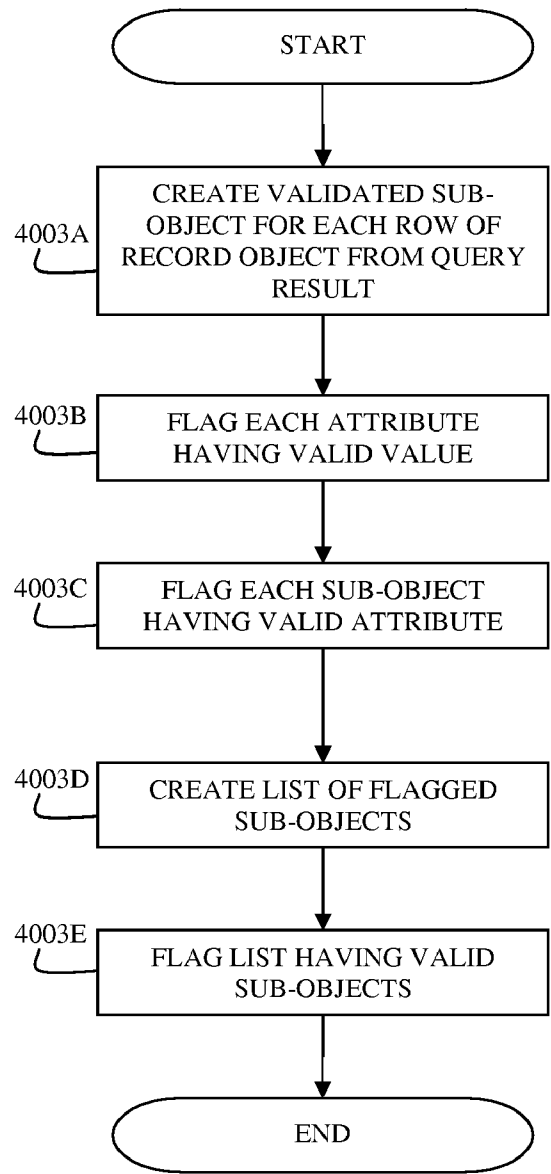 START
4003A
CREATE VALIDATED SUB-
OBJECT FOR EACH ROW OF
RECORD OBJECT FROM QUERY
RESULT
4003B
FLAG EACH ATTRIBUTE
HAVING VALID VALUE
4003C
FLAG EACH SUB-OBJECT
HAVING VALID ATTRIBUTE
4003D
CREATE LIST OF FLAGGED
SUB-OBJECTS
4003E
FLAG LIST HAVING VALID
SUB-OBJECTS
END